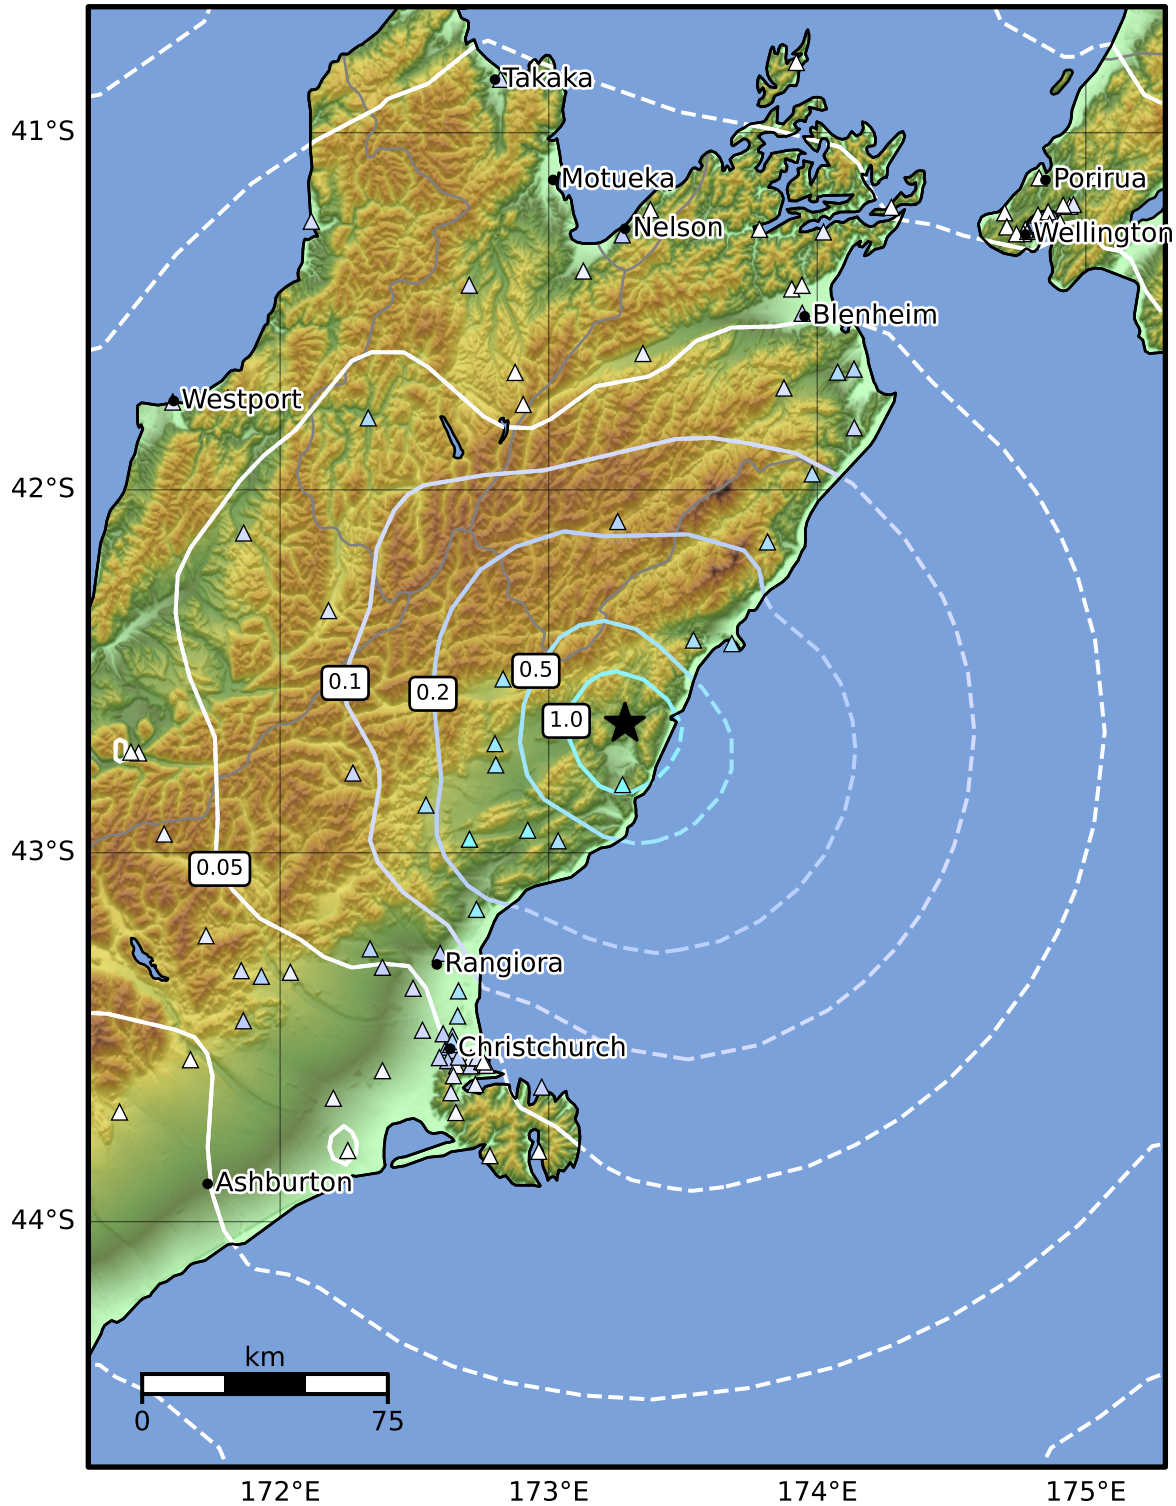 Takaka
41°S
Motueka
Porirua
Nelson
Wellington
Blenheim
Westport
42°S
0.5
0.1
0.2
1.0
43°S
0.05
Rangiora
Christchurch
Ashburton
44°S
km
0
75
172°E
173°E
174°E
175°E